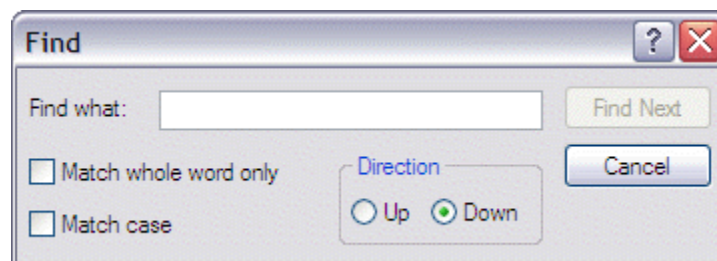 Find ?
Find what: Find Next
Match whole word only Direction Cancel
Up Down
Match case